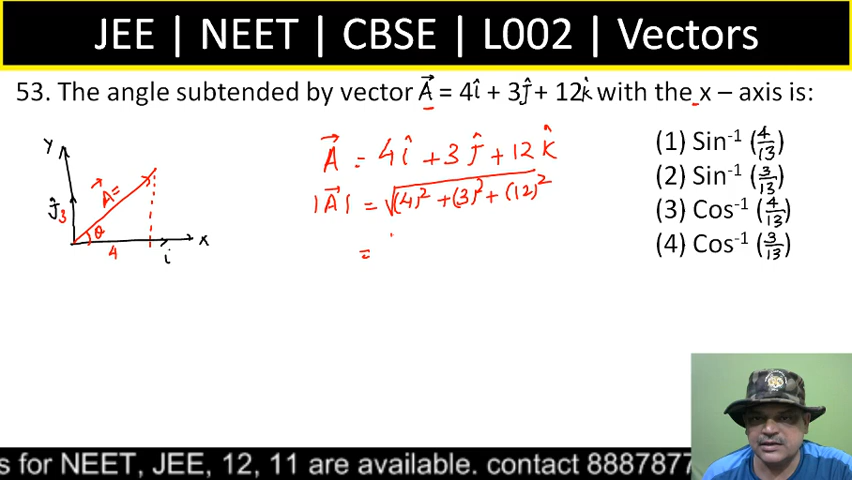 JEE | NEET | CBSE | L002 | Vectors
53. The angle subtended by vector A⃗ = 4î + 3ĵ + 12k̂ with the x – axis is:
(1) Sin⁻¹ (4/13)
(2) Sin⁻¹ (3/13)
(3) Cos⁻¹ (4/13)
(4) Cos⁻¹ (3/13)
A⃗ = 4î + 3ĵ + 12k̂
|A⃗| = √(4)² + (3)² + (12)²
=
Y
A⃗ =
ĵ 3
θ
x
4
i
s for NEET, JEE, 12, 11 are available. contact 8887877